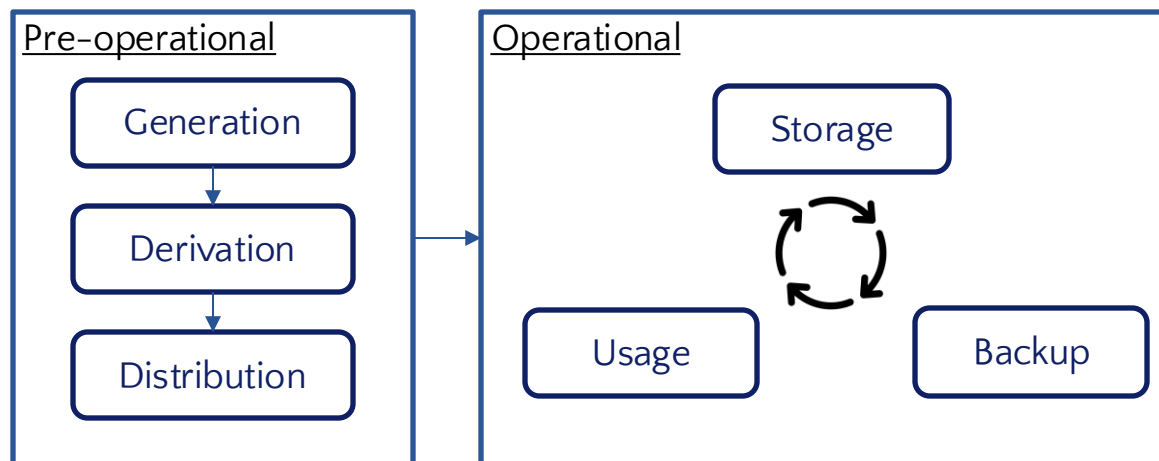 Pre-operational
Generation
Derivation
Distribution
Operational
Storage
Usage
Backup